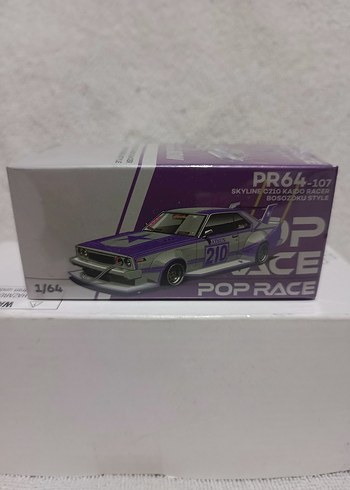 PR64-107
SKYLINE C210 KAIDO RACER
BOSOZOKU STYLE
210
POP
RACE
POP RACE
1/64